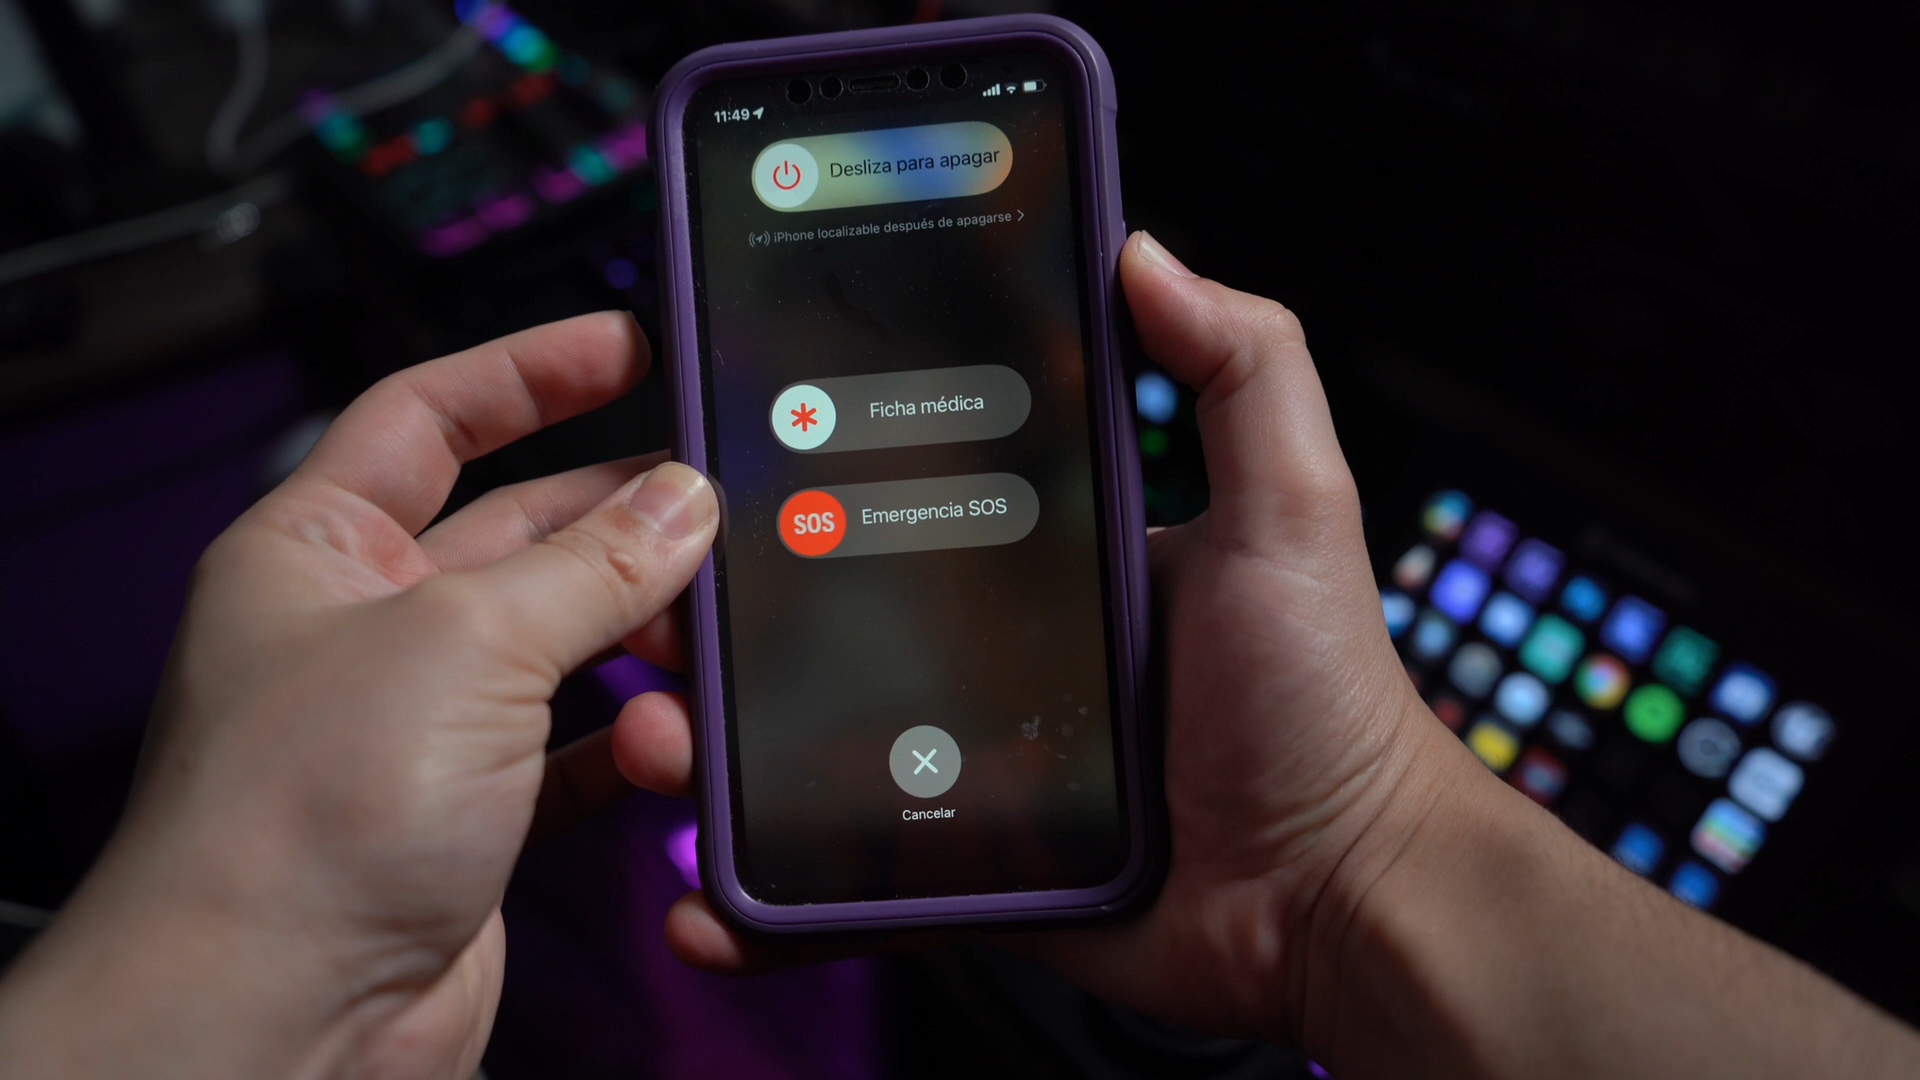 11:49
Desliza para apagar
iPhone localizable después de apagarse
Ficha médica
SOS
Emergencia SOS
Cancelar